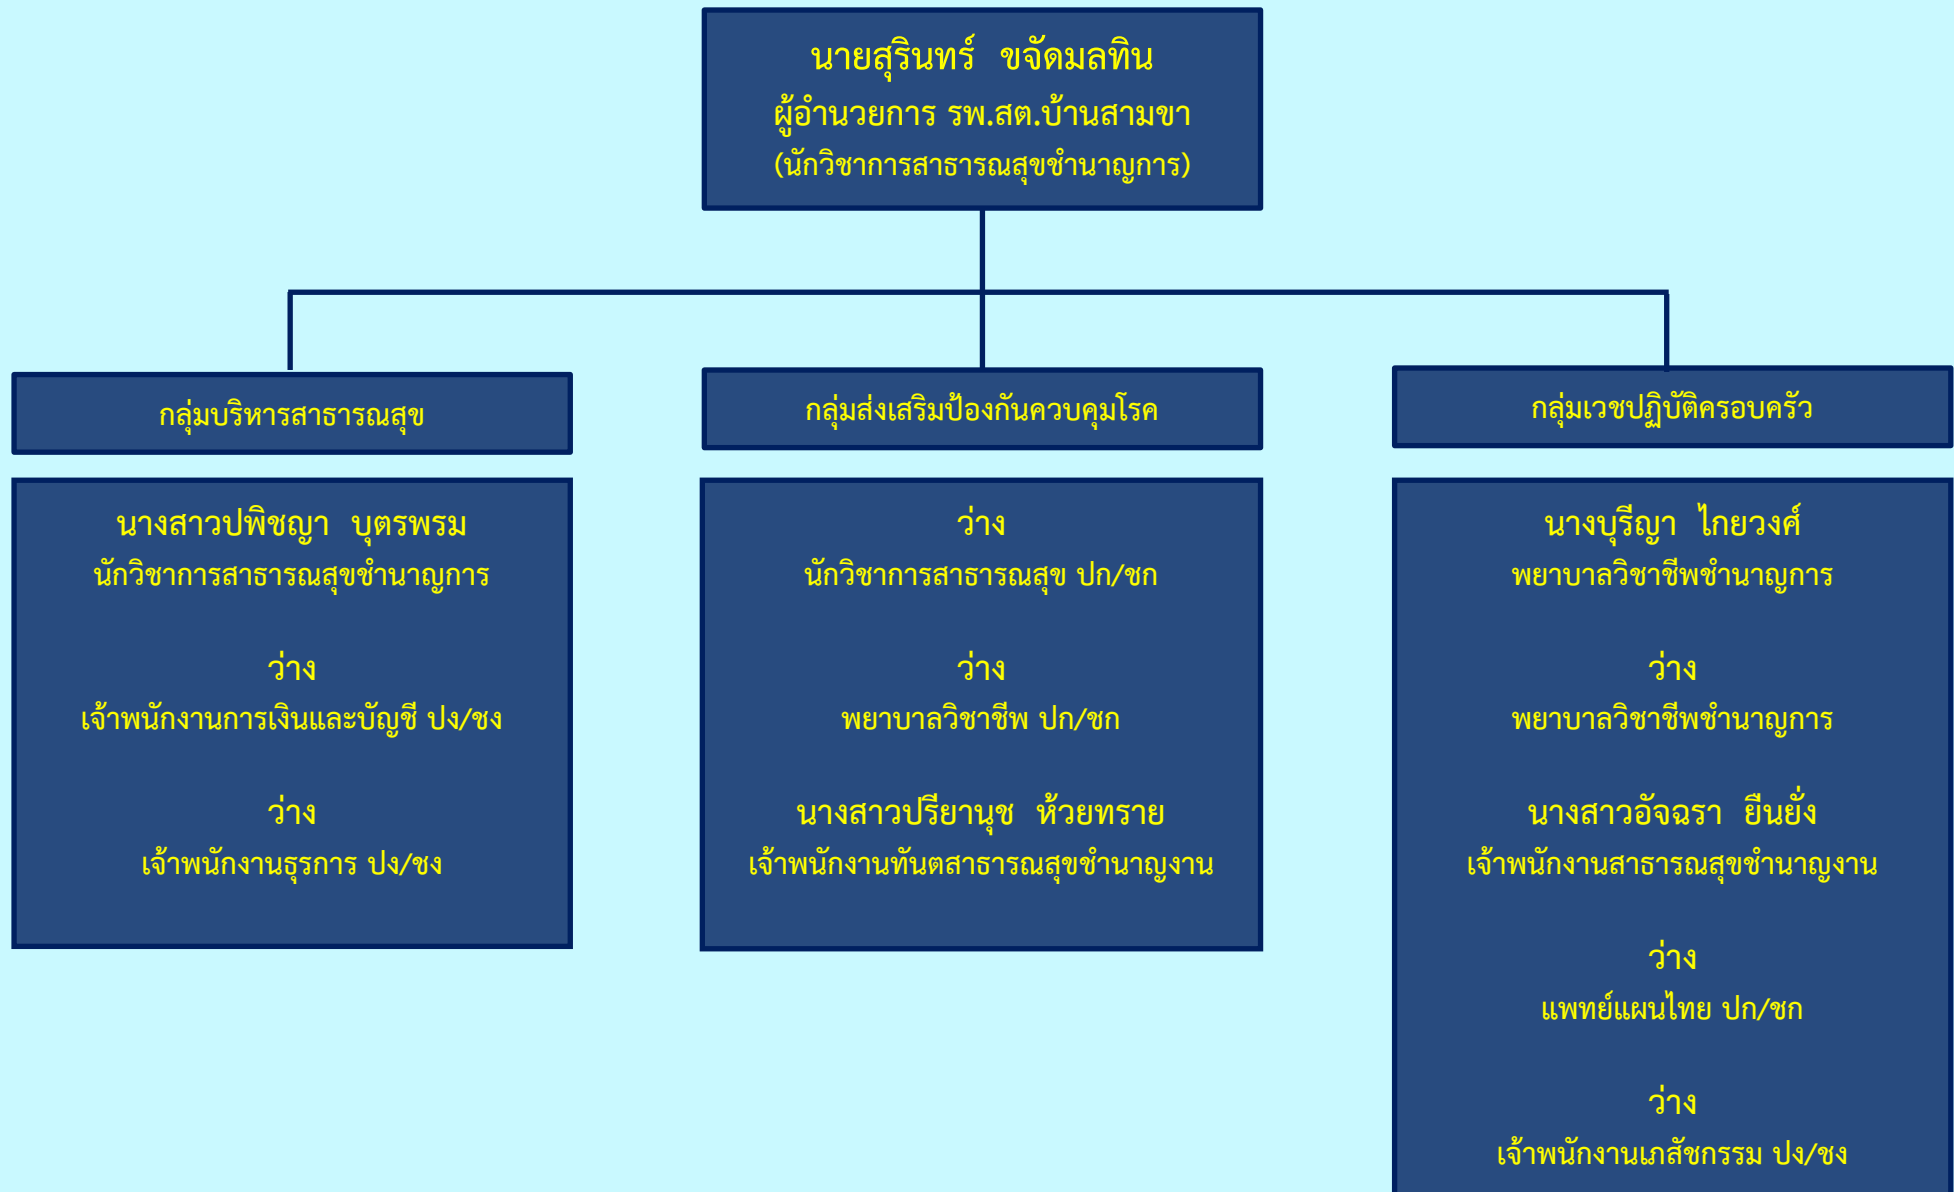 นายสุรินทร์ ขจัดมลทิน
ผู้อำนวยการ รพ.สต.บ้านสามขา
(นักวิชาการสาธารณสุขชำนาญการ)
กลุ่มบริหารสาธารณสุข
นางสาวปพิชญา บุตรพรม
นักวิชาการสาธารณสุขชำนาญการ
ว่าง
เจ้าพนักงานการเงินและบัญชี ปง/ชง
ว่าง
เจ้าพนักงานธุรการ ปง/ชง
กลุ่มส่งเสริมป้องกันควบคุมโรค
ว่าง
นักวิชาการสาธารณสุข ปก/ชก
ว่าง
พยาบาลวิชาชีพ ปก/ชก
นางสาวปรียานุช ห้วยทราย
เจ้าพนักงานทันตสาธารณสุขชำนาญงาน
กลุ่มเวชปฏิบัติครอบครัว
นางบุรีญา ไกยวงศ์
พยาบาลวิชาชีพชำนาญการ
ว่าง
พยาบาลวิชาชีพชำนาญการ
นางสาวอัจฉรา ยืนยั่ง
เจ้าพนักงานสาธารณสุขชำนาญงาน
ว่าง
แพทย์แผนไทย ปก/ชก
ว่าง
เจ้าพนักงานเภสัชกรรม ปง/ชง